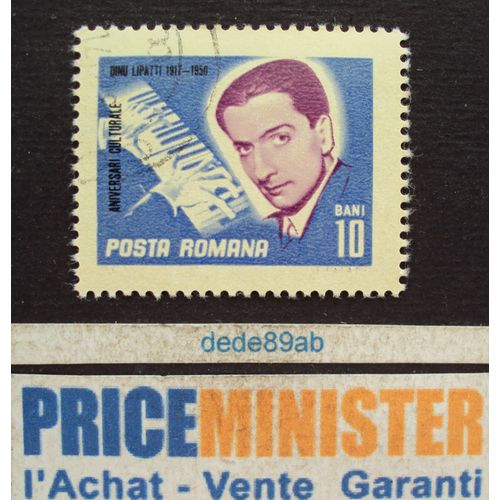 DINU LIPATTI 1917-1950
ANIVERSARI CULTURALE
BANI
10
POSTA ROMANA
dede89ab
PRICEMINISTER
l'Achat - Vente Garanti